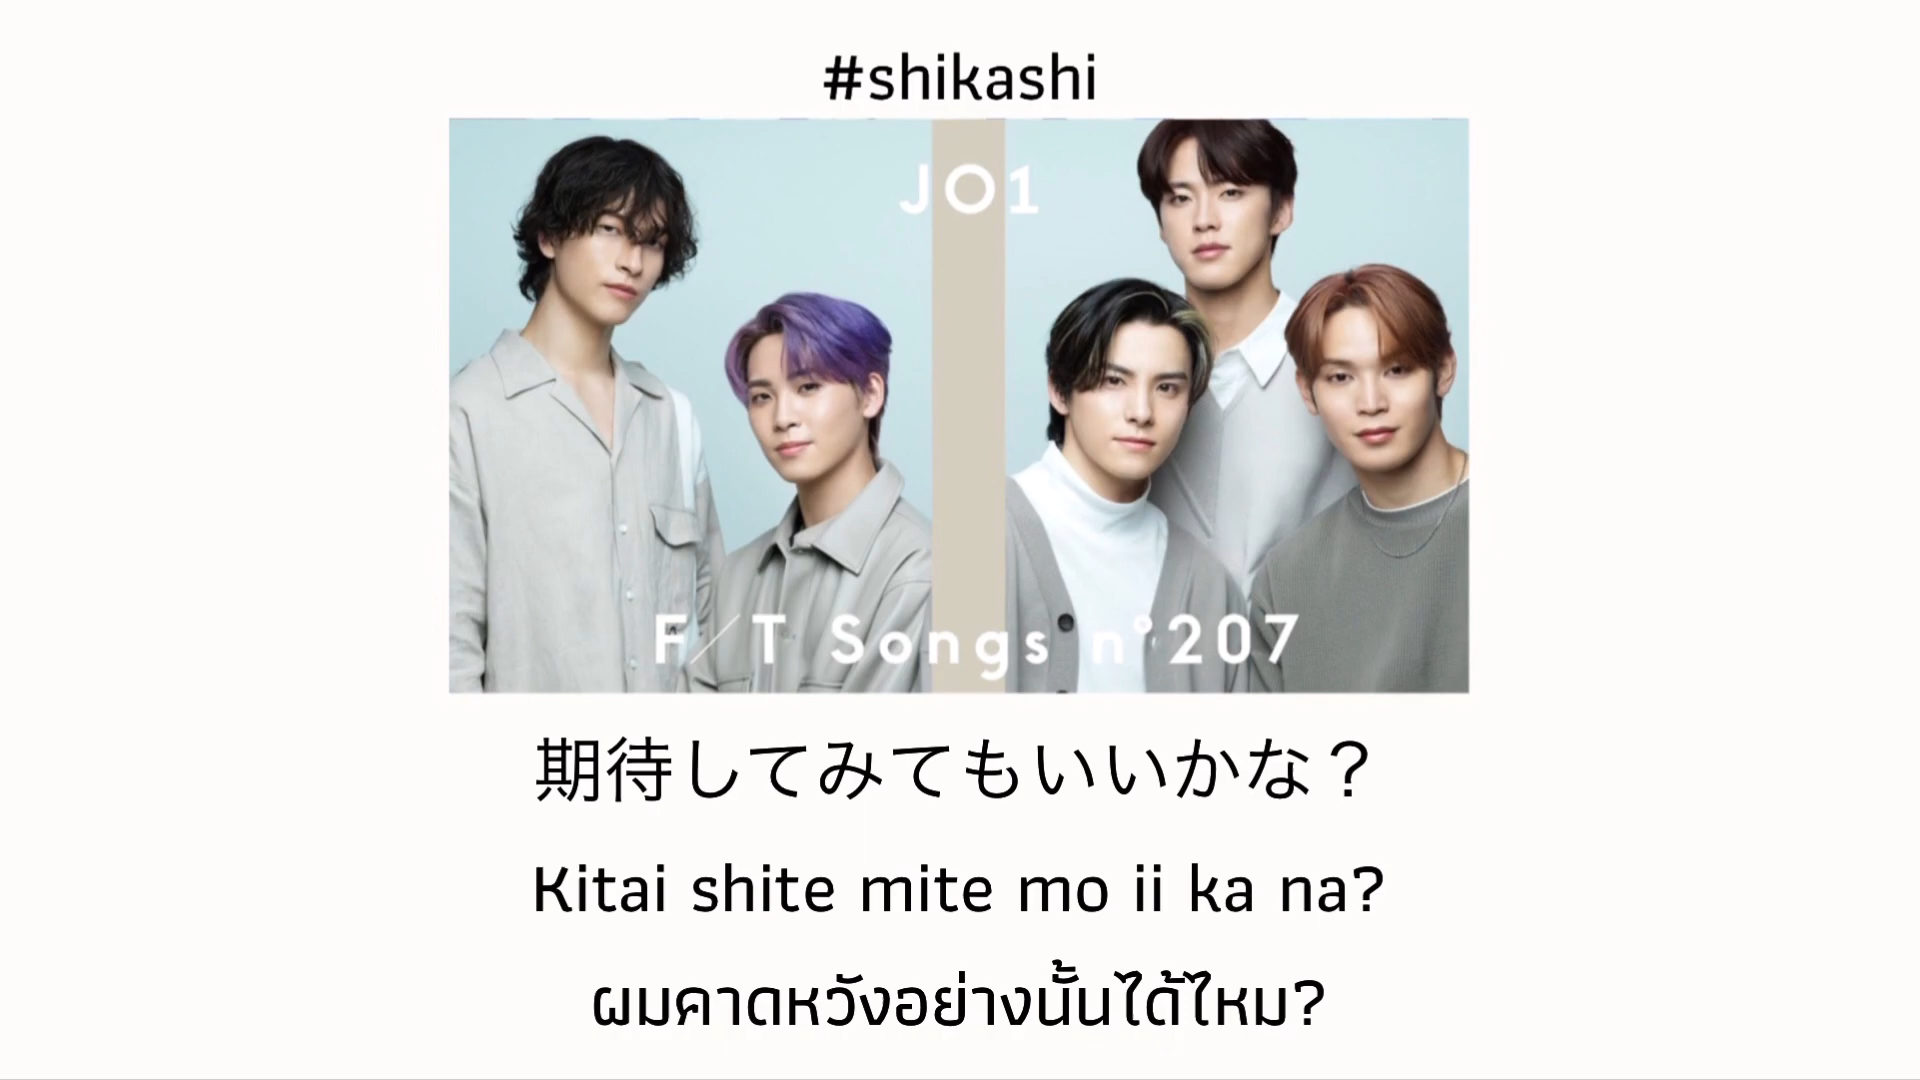 #shikashi
JO1
F/T Songs n°207
期待してみてもいいかな？
Kitai shite mite mo ii ka na?
ผมคาดหวังอย่างนั้นได้ไหม?